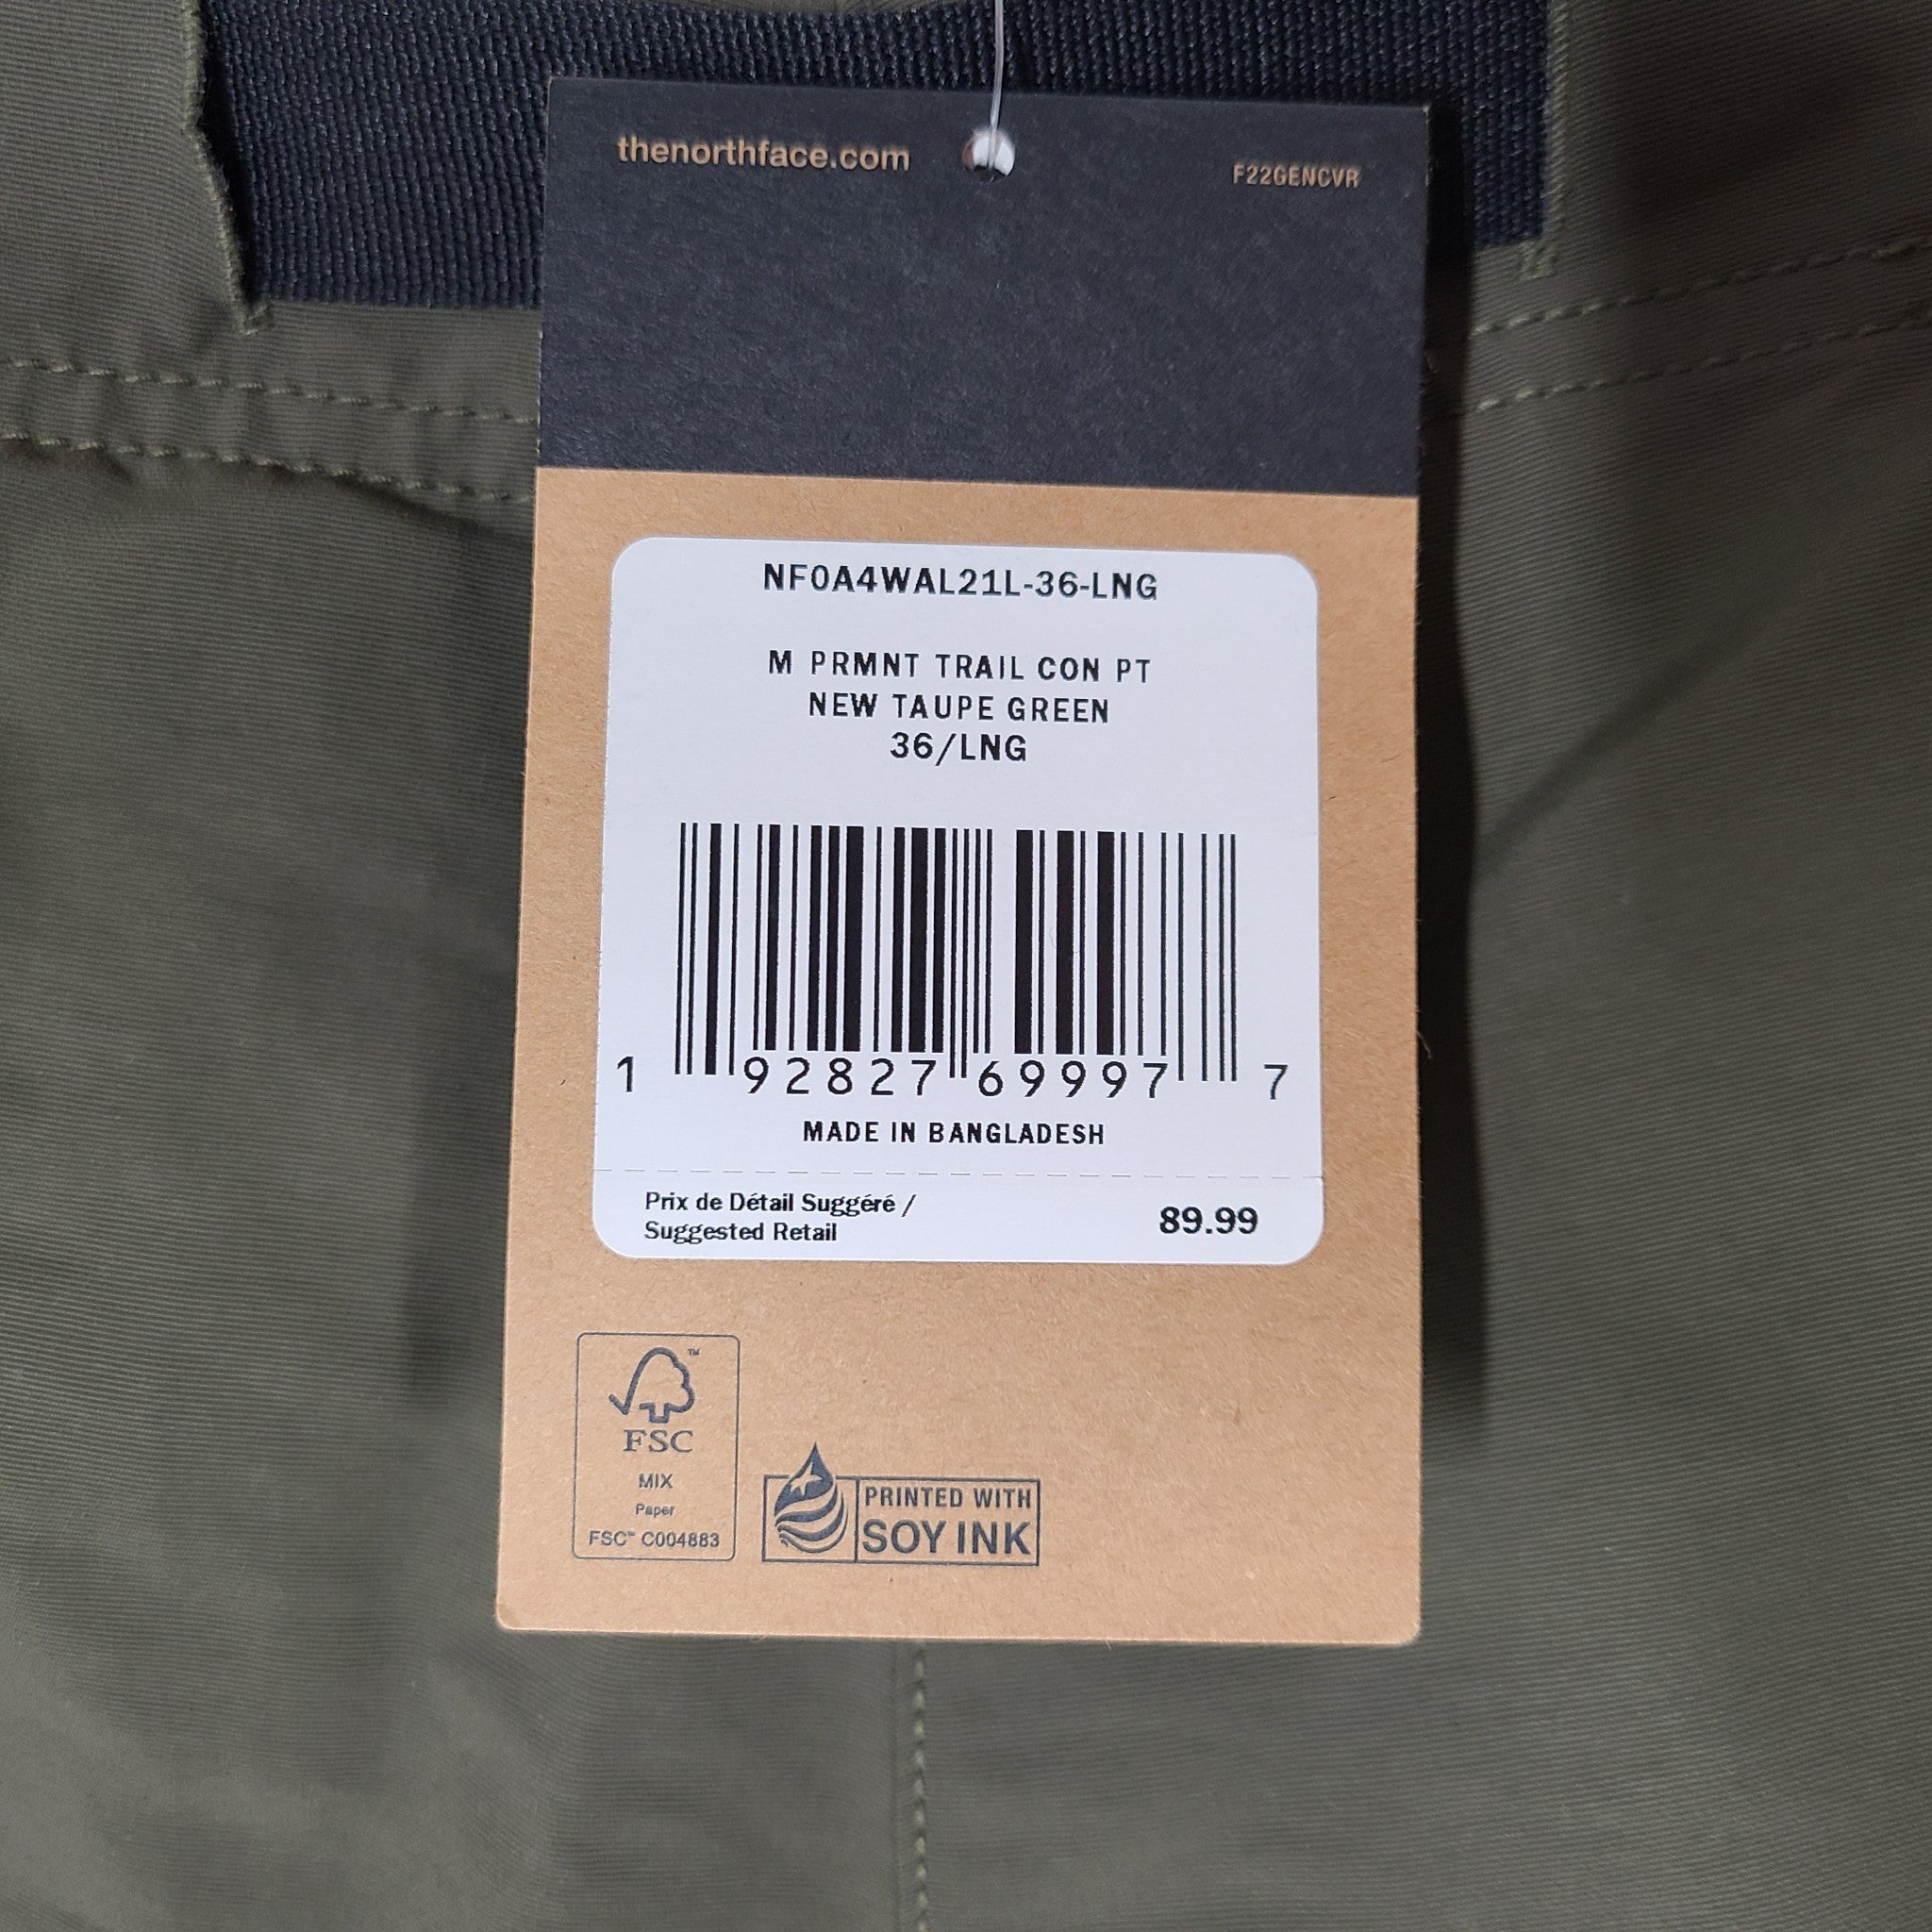 thenorthface.com
F22GENCVR
NF0A4WAL21L-36-LNG
M PRMNT TRAIL CON PT
NEW TAUPE GREEN
36/LNG
1 92827 69997 7
MADE IN BANGLADESH
Prix de Détail Suggéré /
Suggested Retail
89.99
™
FSC
MIX
Paper
FSC™ C004883
PRINTED WITH
SOY INK